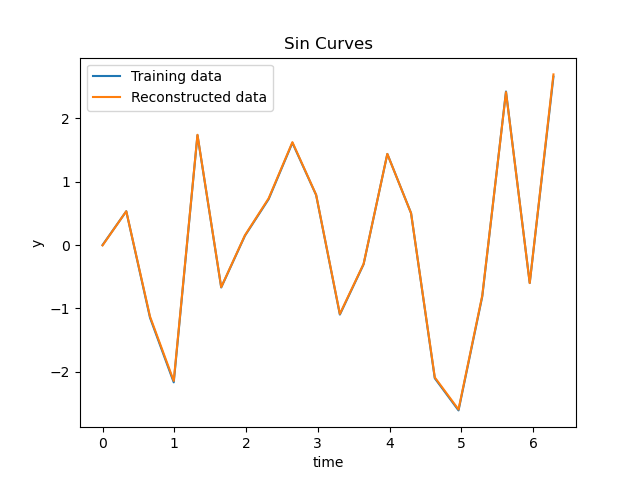 Sin Curves
Training data
Reconstructed data
2
1
0
−1
−2
y
0 1 2 3 4 5 6
time